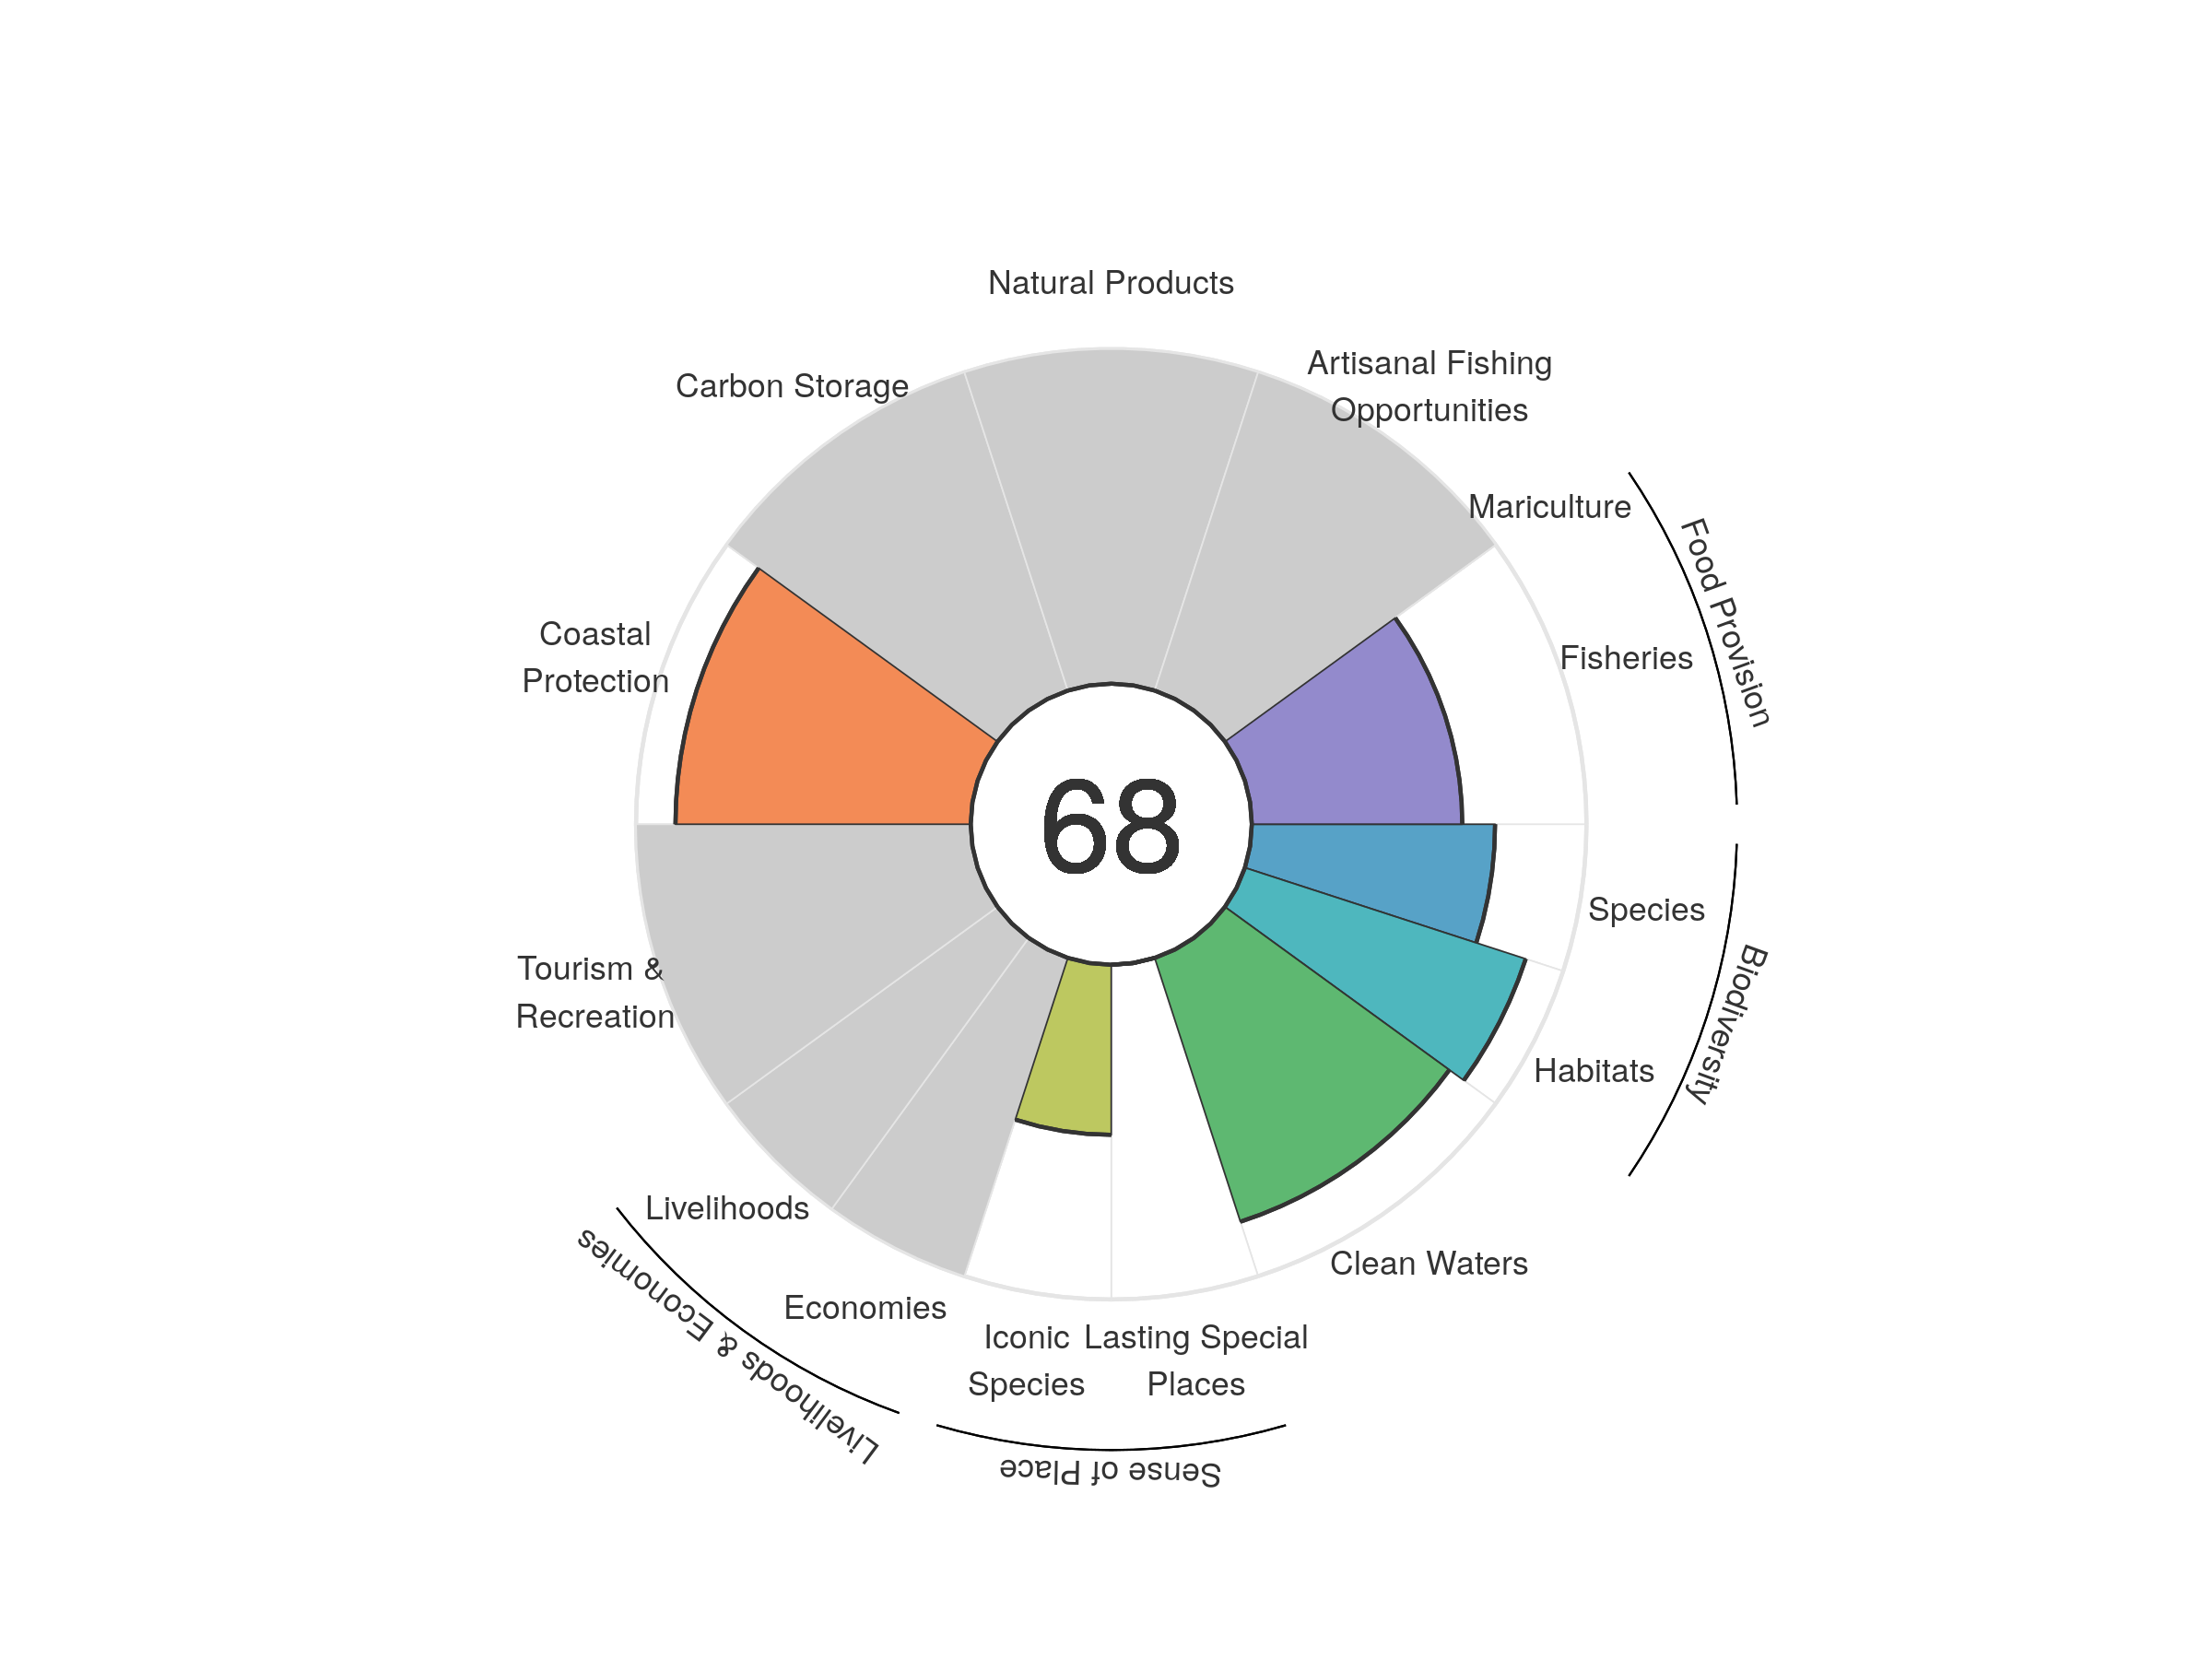 Natural Products
Artisanal Fishing
Opportunities
Carbon Storage
Mariculture
Food Provision
Fisheries
Coastal
Protection
68
Species
Biodiversity
Tourism &
Recreation
Habitats
Livelihoods
Clean Waters
Economies
Livelihoods & Economies
Iconic
Species
Lasting Special
Places
Sense of Place